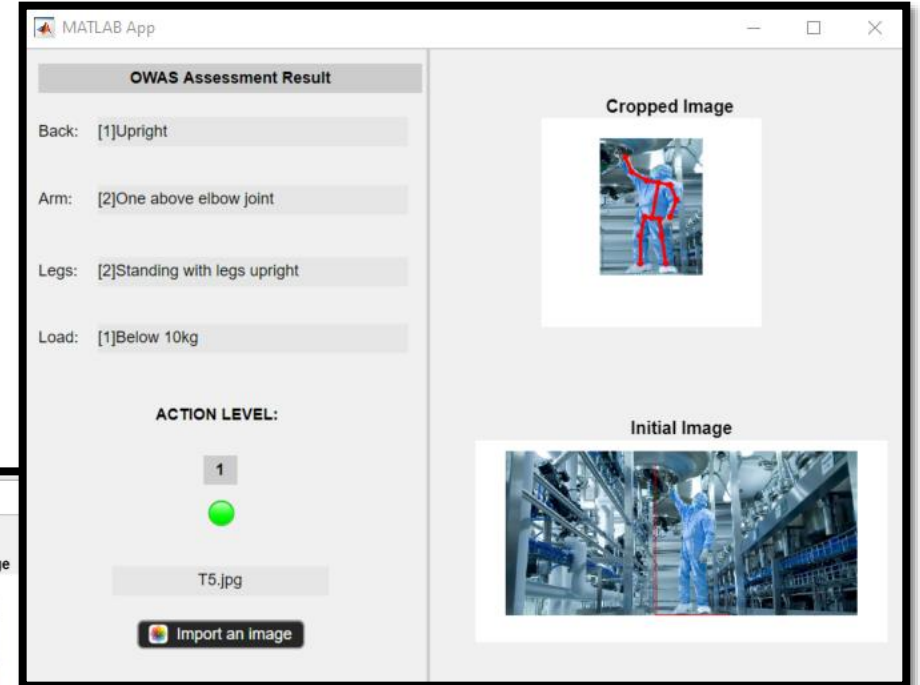 MATLAB App
OWAS Assessment Result
Back: [1]Upright
Arm: [2]One above elbow joint
Legs: [2]Standing with legs upright
Load: [1]Below 10kg
ACTION LEVEL:
1
T5.jpg
Import an image
Cropped Image
Initial Image